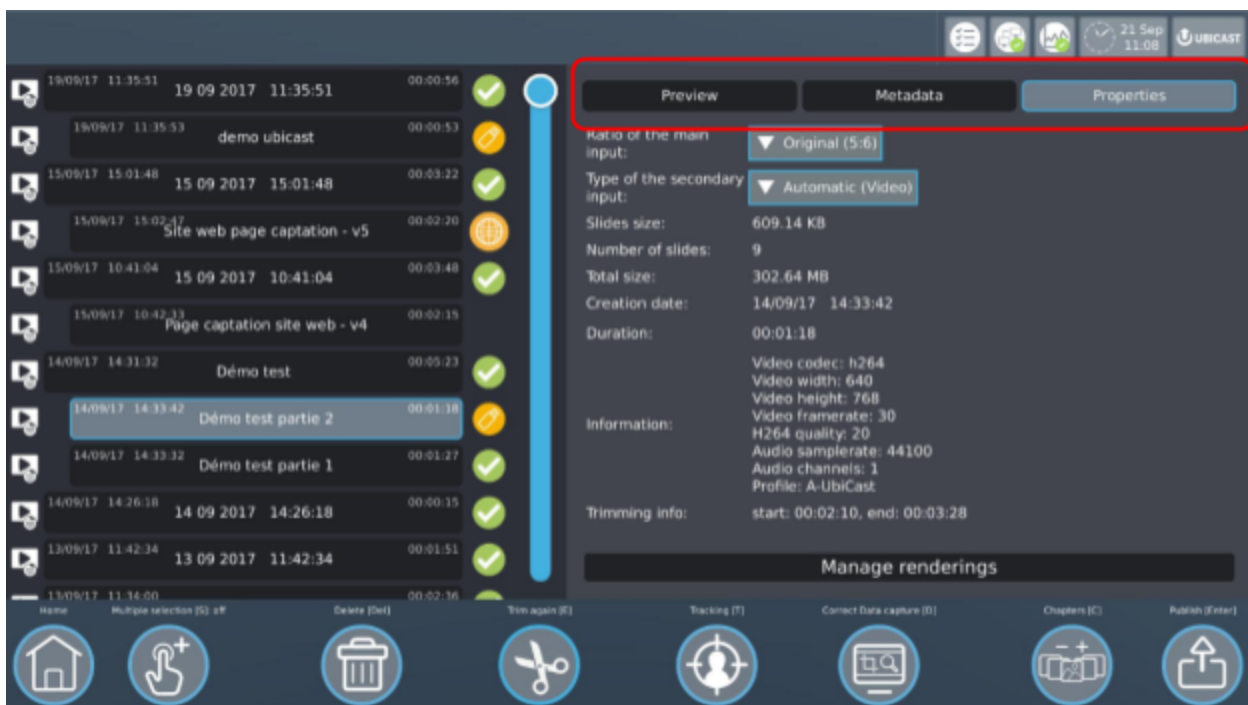 21 Sep
11:08
UBICAST
19/09/17 11:35:51
19 09 2017 11:35:51
00:00:56
19/09/17 11:35:53
demo ubicast
00:00:53
15/09/17 15:01:48
15 09 2017 15:01:48
00:03:22
15/09/17 15:02:47
Site web page captation - v5
00:02:20
15/09/17 10:41:04
15 09 2017 10:41:04
00:03:48
15/09/17 10:42:33
Page captation site web - v4
00:02:15
14/09/17 14:31:32
Démo test
00:05:23
14/09/17 14:33:42
Démo test partie 2
00:01:18
14/09/17 14:33:32
Démo test partie 1
00:01:27
14/09/17 14:26:18
14 09 2017 14:26:18
00:00:15
13/09/17 11:42:34
13 09 2017 11:42:34
00:01:51
13/09/17 11:34:00
00:02:36
Preview
Metadata
Properties
Ratio of the main
input:
Original (5:6)
Type of the secondary
input:
Automatic (Video)
Slides size:
609.14 KB
Number of slides:
9
Total size:
302.64 MB
Creation date:
14/09/17 14:33:42
Duration:
00:01:18
Information:
Video codec: h264
Video width: 640
Video height: 768
Video framerate: 30
H264 quality: 20
Audio samplerate: 44100
Audio channels: 1
Profile: A-UbiCast
Trimming info:
start: 00:02:10, end: 00:03:28
Manage renderings
Home
Multiple selection [S]: off
Delete [Del]
Trim again [E]
Tracking [T]
Correct Data capture [D]
Chapters [C]
Publish [Enter]